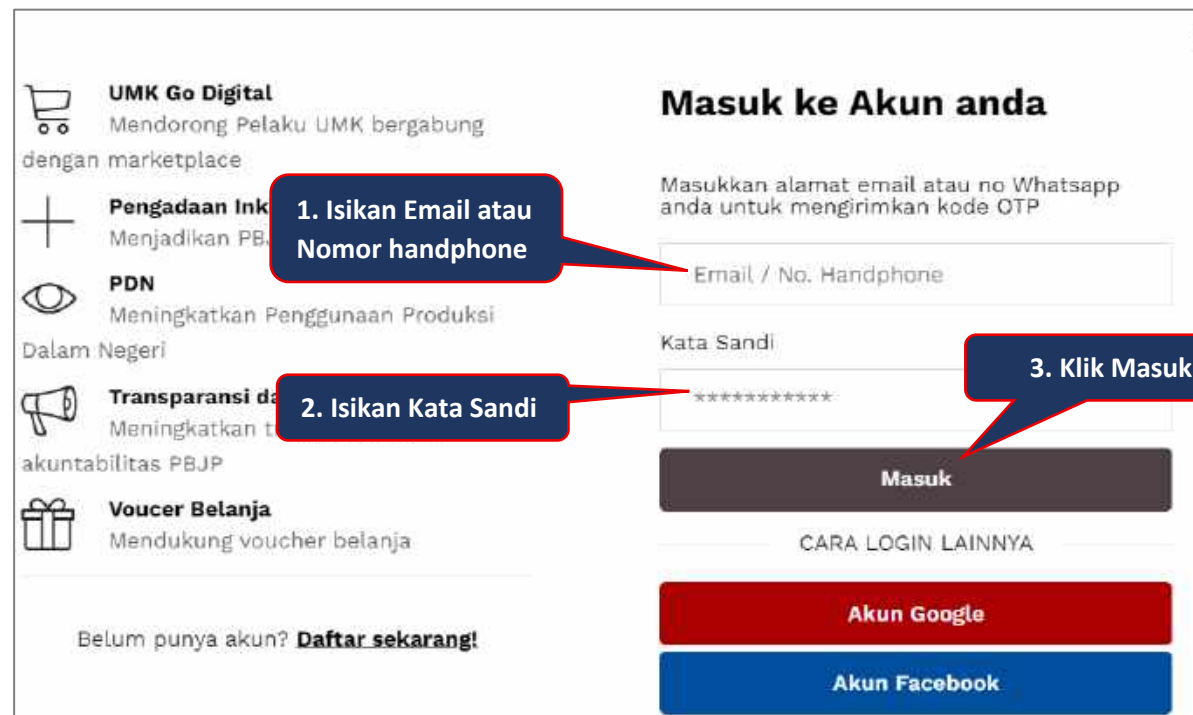 UMK Go Digital
Mendorong Pelaku UMK bergabung
dengan marketplace
Pengadaan Ink
Menjadikan PB
PDN
Meningkatkan Penggunaan Produksi
Dalam Negeri
Transparansi da
Meningkatkan t
akuntabilitas PBJP
Voucer Belanja
Mendukung voucher belanja
Belum punya akun? Daftar sekarang!
1. Isikan Email atau
Nomor handphone
2. Isikan Kata Sandi
Masuk ke Akun anda
Masukkan alamat email atau no Whatsapp
anda untuk mengirimkan kode OTP
Email / No. Handphone
Kata Sandi
3. Klik Masuk
***********
Masuk
CARA LOGIN LAINNYA
Akun Google
Akun Facebook